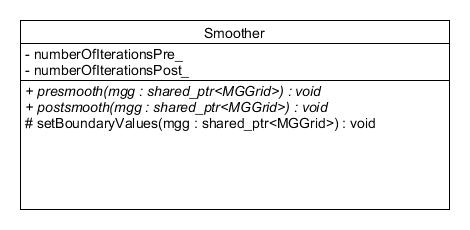 Smoother
- numberOfIterationsPre_
- numberOfIterationsPost_
+ presmooth(mgg : shared_ptr<MGGrid>) : void
+ postsmooth(mgg : shared_ptr<MGGrid>) : void
# setBoundaryValues(mgg : shared_ptr<MGGrid>) : void